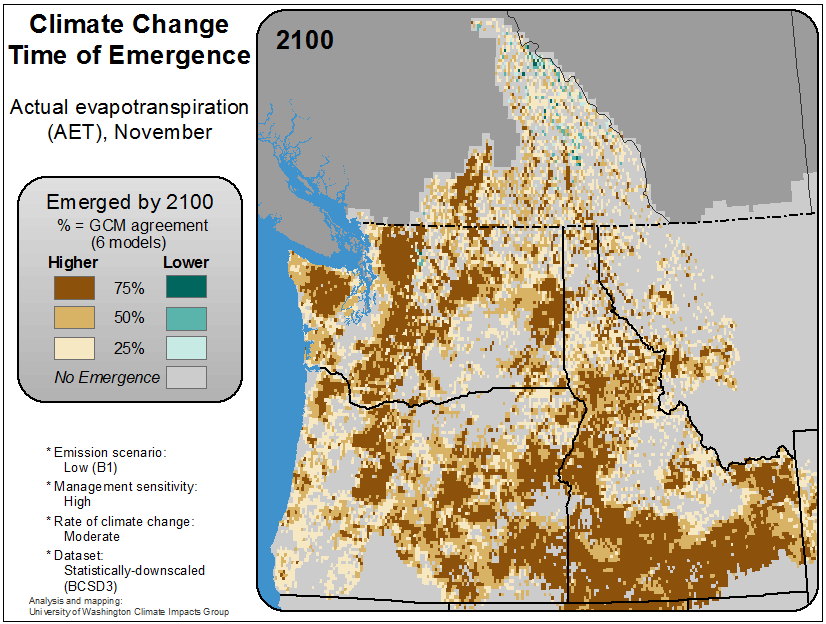 Climate Change
Time of Emergence
Actual evapotranspiration
(AET), November
Emerged by 2100
% = GCM agreement
(6 models)
Higher Lower
75%
50%
25%
No Emergence
* Emission scenario:
Low (B1)
* Management sensitivity:
High
* Rate of climate change:
Moderate
* Dataset:
Statistically-downscaled
(BCSD3)
Analysis and mapping:
University of Washington Climate Impacts Group
2100